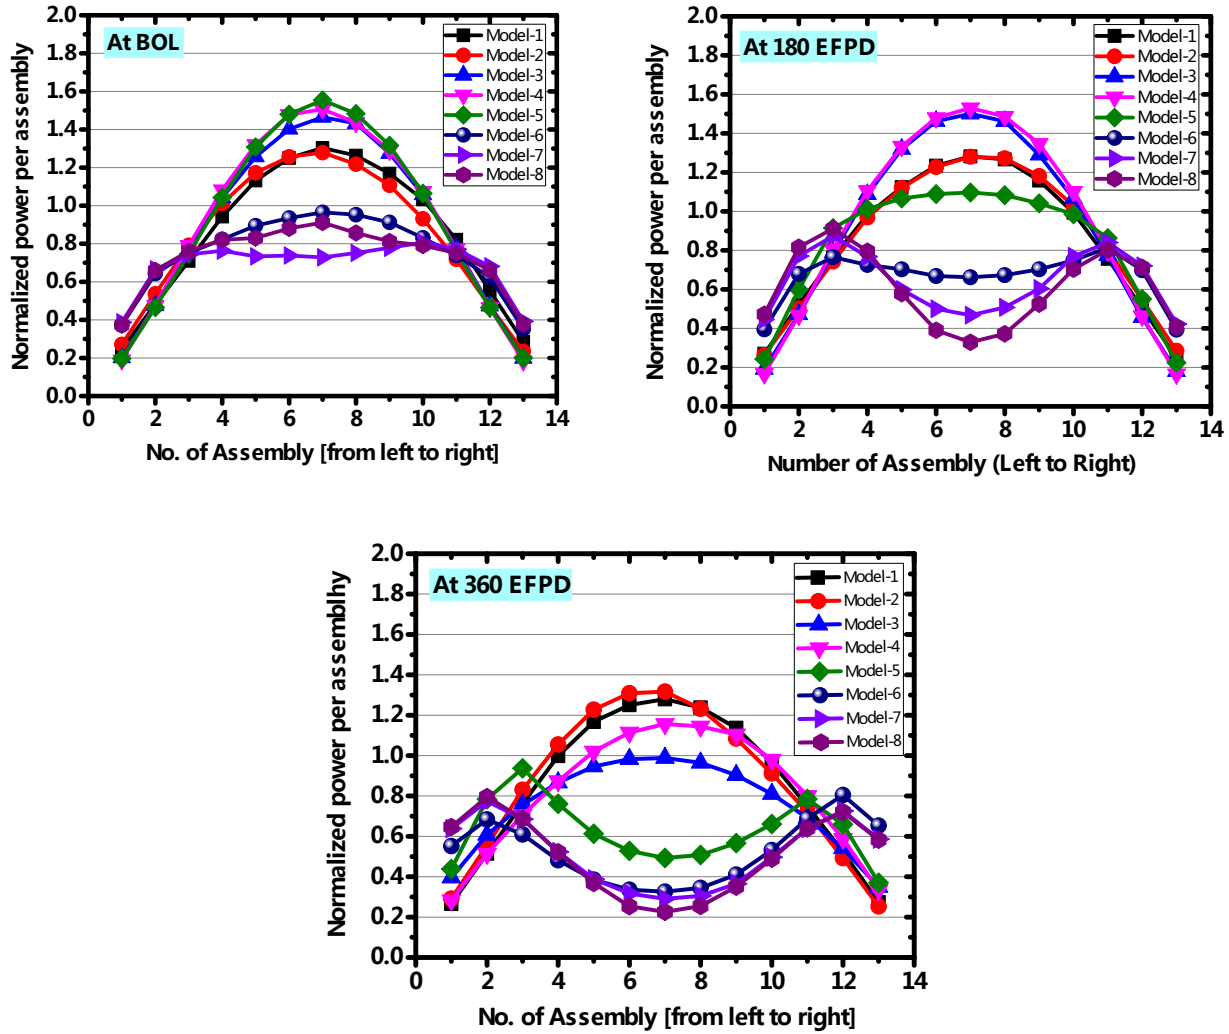 At BOL
Normalized power per assembly
2.0
1.8
1.6
1.4
1.2
1.0
0.8
0.6
0.4
0.2
0.0
0 2 4 6 8 10 12 14
No. of Assembly [from left to right]
Model-1
Model-2
Model-3
Model-4
Model-5
Model-6
Model-7
Model-8
At 180 EFPD
Normalized power per assembly
2.0
1.8
1.6
1.4
1.2
1.0
0.8
0.6
0.4
0.2
0.0
0 2 4 6 8 10 12 14
Number of Assembly (Left to Right)
Model-1
Model-2
Model-3
Model-4
Model-5
Model-6
Model-7
Model-8
At 360 EFPD
Normalized power per assemblhy
2.0
1.8
1.6
1.4
1.2
1.0
0.8
0.6
0.4
0.2
0.0
0 2 4 6 8 10 12 14
No. of Assembly [from left to right]
Model-1
Model-2
Model-3
Model-4
Model-5
Model-6
Model-7
Model-8